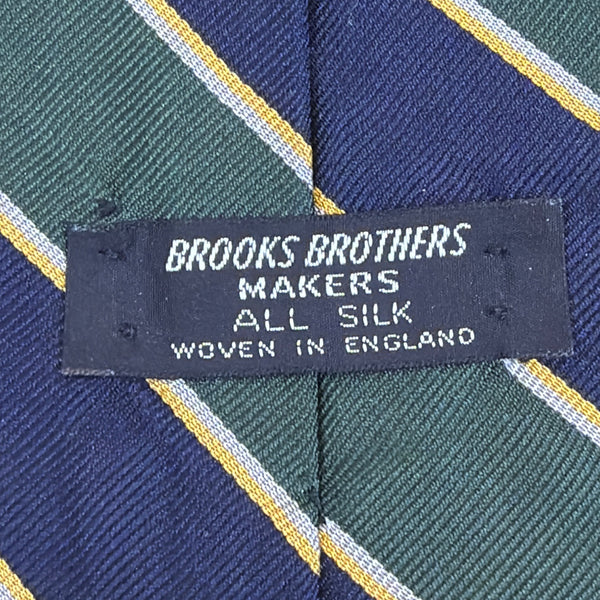 BROOKS BROTHERS
MAKERS
ALL SILK
WOVEN IN ENGLAND